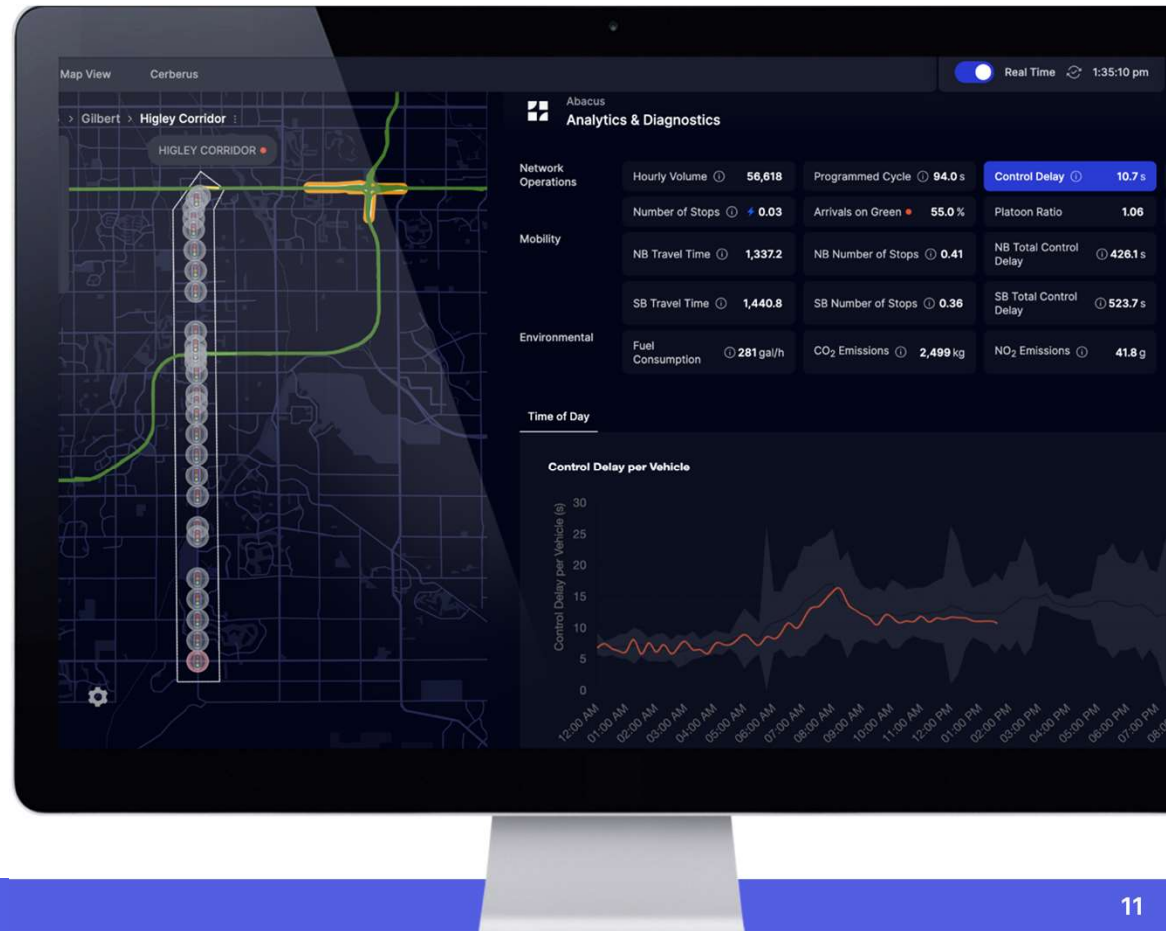 Map View Cerberus
Real Time 1:35:10 pm
> Gilbert > Higley Corridor
HIGLEY CORRIDOR
Abacus
Analytics & Diagnostics
Network
Operations
Hourly Volume 56,618
Programmed Cycle 94.0 s
Control Delay 10.7 s
Number of Stops 0.03
Arrivals on Green 55.0 %
Platoon Ratio 1.06
Mobility
NB Travel Time 1,337.2
NB Number of Stops 0.41
NB Total Control
Delay 426.1 s
SB Travel Time 1,440.8
SB Number of Stops 0.36
SB Total Control
Delay 523.7 s
Environmental
Fuel
Consumption 281 gal/h
CO2 Emissions 2,499 kg
NO2 Emissions 41.8 g
Time of Day
Control Delay per Vehicle
Control Delay per Vehicle (s)
30
25
20
15
10
5
0
12:00 AM 01:00 AM 02:00 AM 03:00 AM 04:00 AM 05:00 AM 06:00 AM 07:00 AM 08:00 AM 09:00 AM 10:00 AM 11:00 AM 12:00 PM 01:00 PM 02:00 PM 03:00 PM 04:00 PM 05:00 PM 06:00 PM 07:00 PM 08:
11